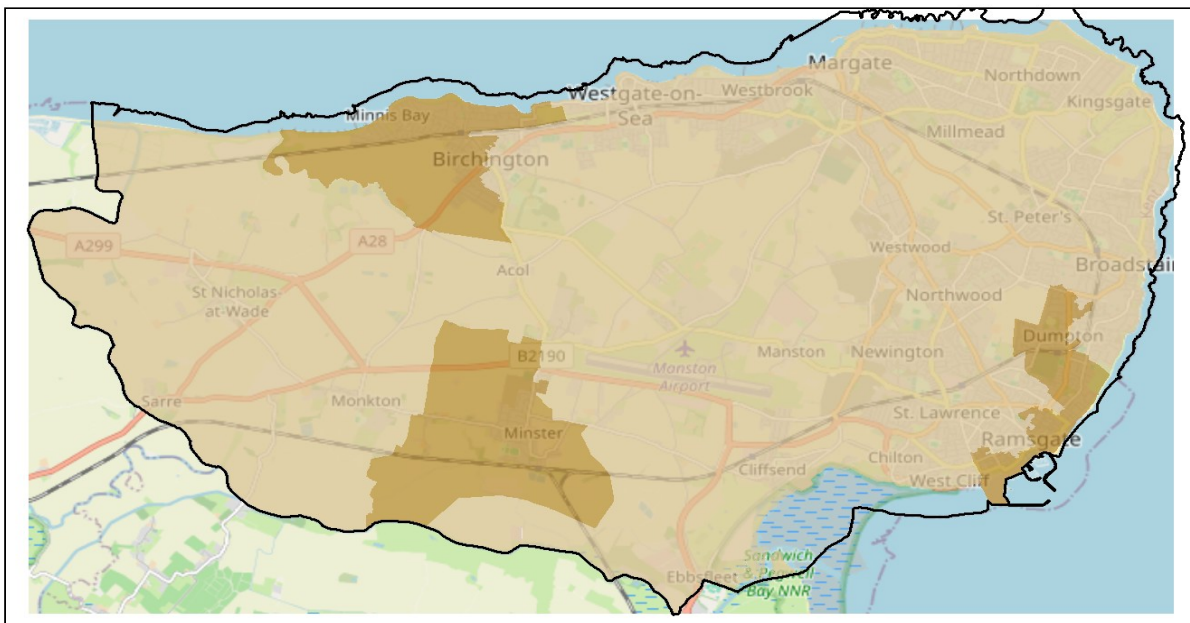 Margate
Northdown
Westgate-on-
Sea
Westbrook
Kingsgate
Minnis Bay
Millmead
Birchington
St. Peter's
A299
A28
Westwood
Acol
Broadstair
St Nicholas-
at-Wade
Northwood
Dumpton
B2190
Manston
Airport
Manston
Newington
Sarre
Monkton
St. Lawrence
Minster
Ramsgate
Cliffsend
Chilton
West Cliff
Sandwich
& Pegwell
Bay NNR
Ebbsfleet